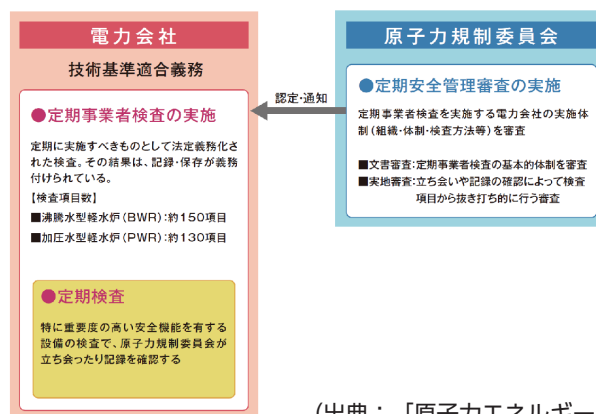 電力会社
技術基準適合義務
●定期事業者検査の実施
定期に実施すべきものとして法定義務化さ
れた検査。その結果は、記録・保存が義務
付けられている。
【検査項目数】
■沸騰水型軽水炉（BWR）：約150項目
■加圧水型軽水炉（PWR）：約130項目
●定期検査
特に重要度の高い安全機能を有する
設備の検査で、原子力規制委員会が
立ち会ったり記録を確認する
認定・通知
原子力規制委員会
●定期安全管理審査の実施
定期事業者検査を実施する電力会社の実施体
制（組織・体制・検査方法等）を審査
■文書審査：定期事業者検査の基本的体制を審査
■実地審査：立ち会いや記録の確認によって検査
項目から抜き打ち的に行う審査
（出典：「原子力エネルギー